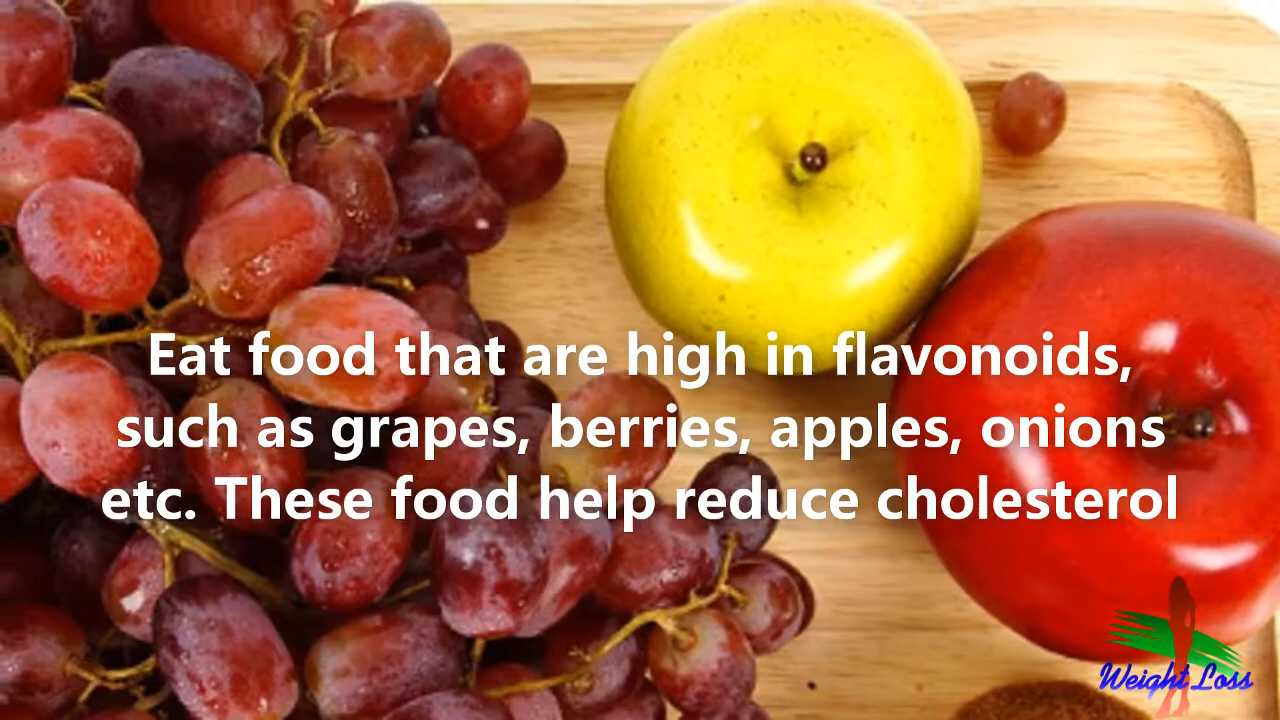 Eat food that are high in flavonoids,
such as grapes, berries, apples, onions
etc. These food help reduce cholesterol
Weight Loss